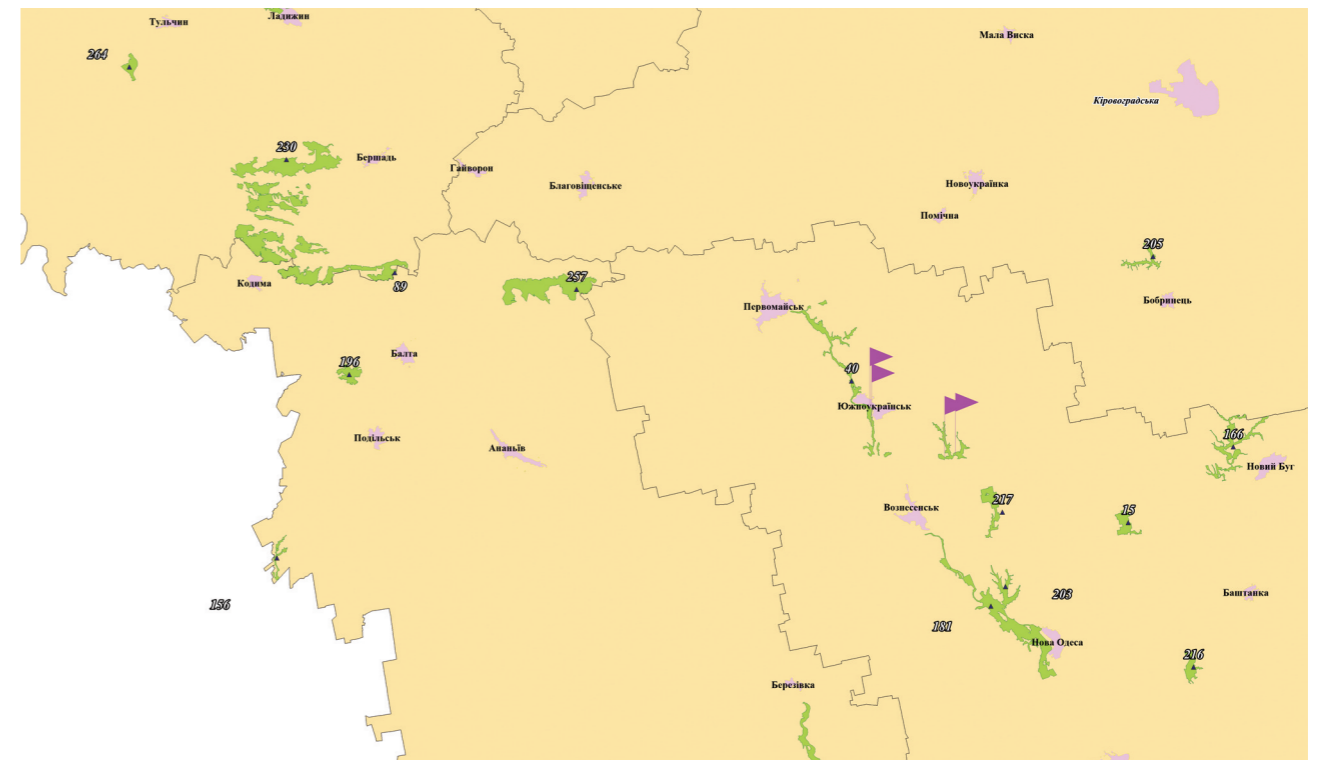 Ладижин
Тульчин
Мала Виска
264
Кіровоградська
230
Бершадь
Гайворон
Благовіщенське
Новоукраїнка
Помічна
205
257
Кодима
89
Бобринець
Первомайськ
196
Балта
40
Южноукраїнськ
Подільськ
Ананьїв
166
Новий Буг
217
Вознесенськ
15
Баштанка
203
156
181
Нова Одеса
216
Березівка